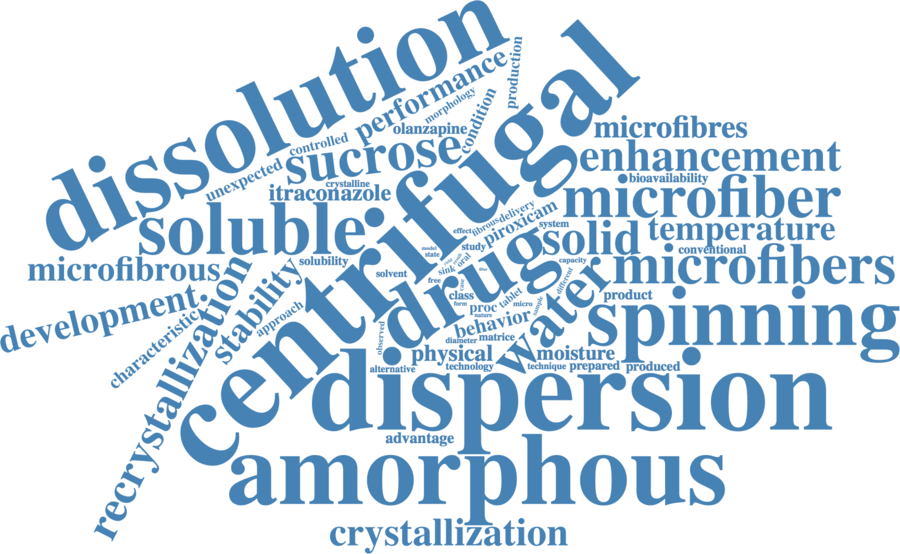 dissolution
production
performance
morphology
centrifugal
condition
controlled
olanzapine
unexpected
microfibres
sucrose
enhancement
crystalline
itraconazole
bioavailability
microfiber
delivery
fibrous
piroxicam
soluble
effect
system
solid
temperature
study
conventional
model
state
solubility
oral
capacity
microfibers
microfibrous
stability
solvent
sink
free
drug
different
water
class
form
tablet
product
development
recrystallization
approach
proc
micro
sample
nature
behavior
spinning
characteristic
observed
diameter
matrice
physical
moisture
alternative
technology
technique
prepared
produced
dispersion
advantage
amorphous
crystallization